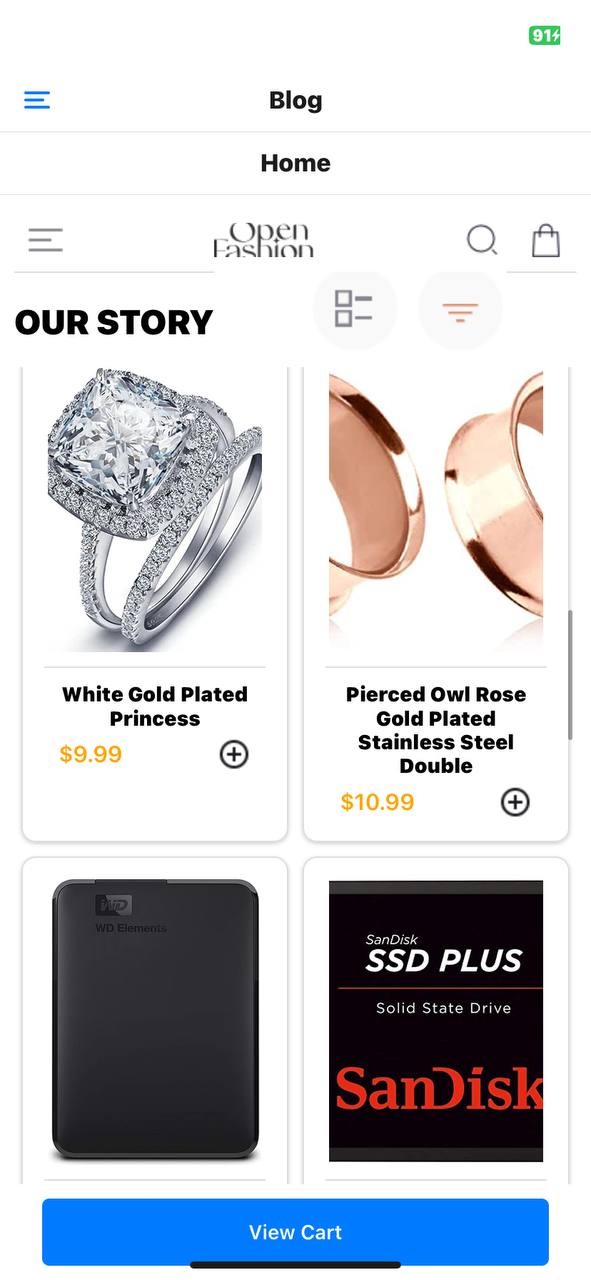 91
Blog
Home
Open
Fashion
OUR STORY
White Gold Plated
Princess
$9.99
Pierced Owl Rose
Gold Plated
Stainless Steel
Double
$10.99
WD
WD Elements
SanDisk
SSD PLUS
Solid State Drive
SanDisk
View Cart